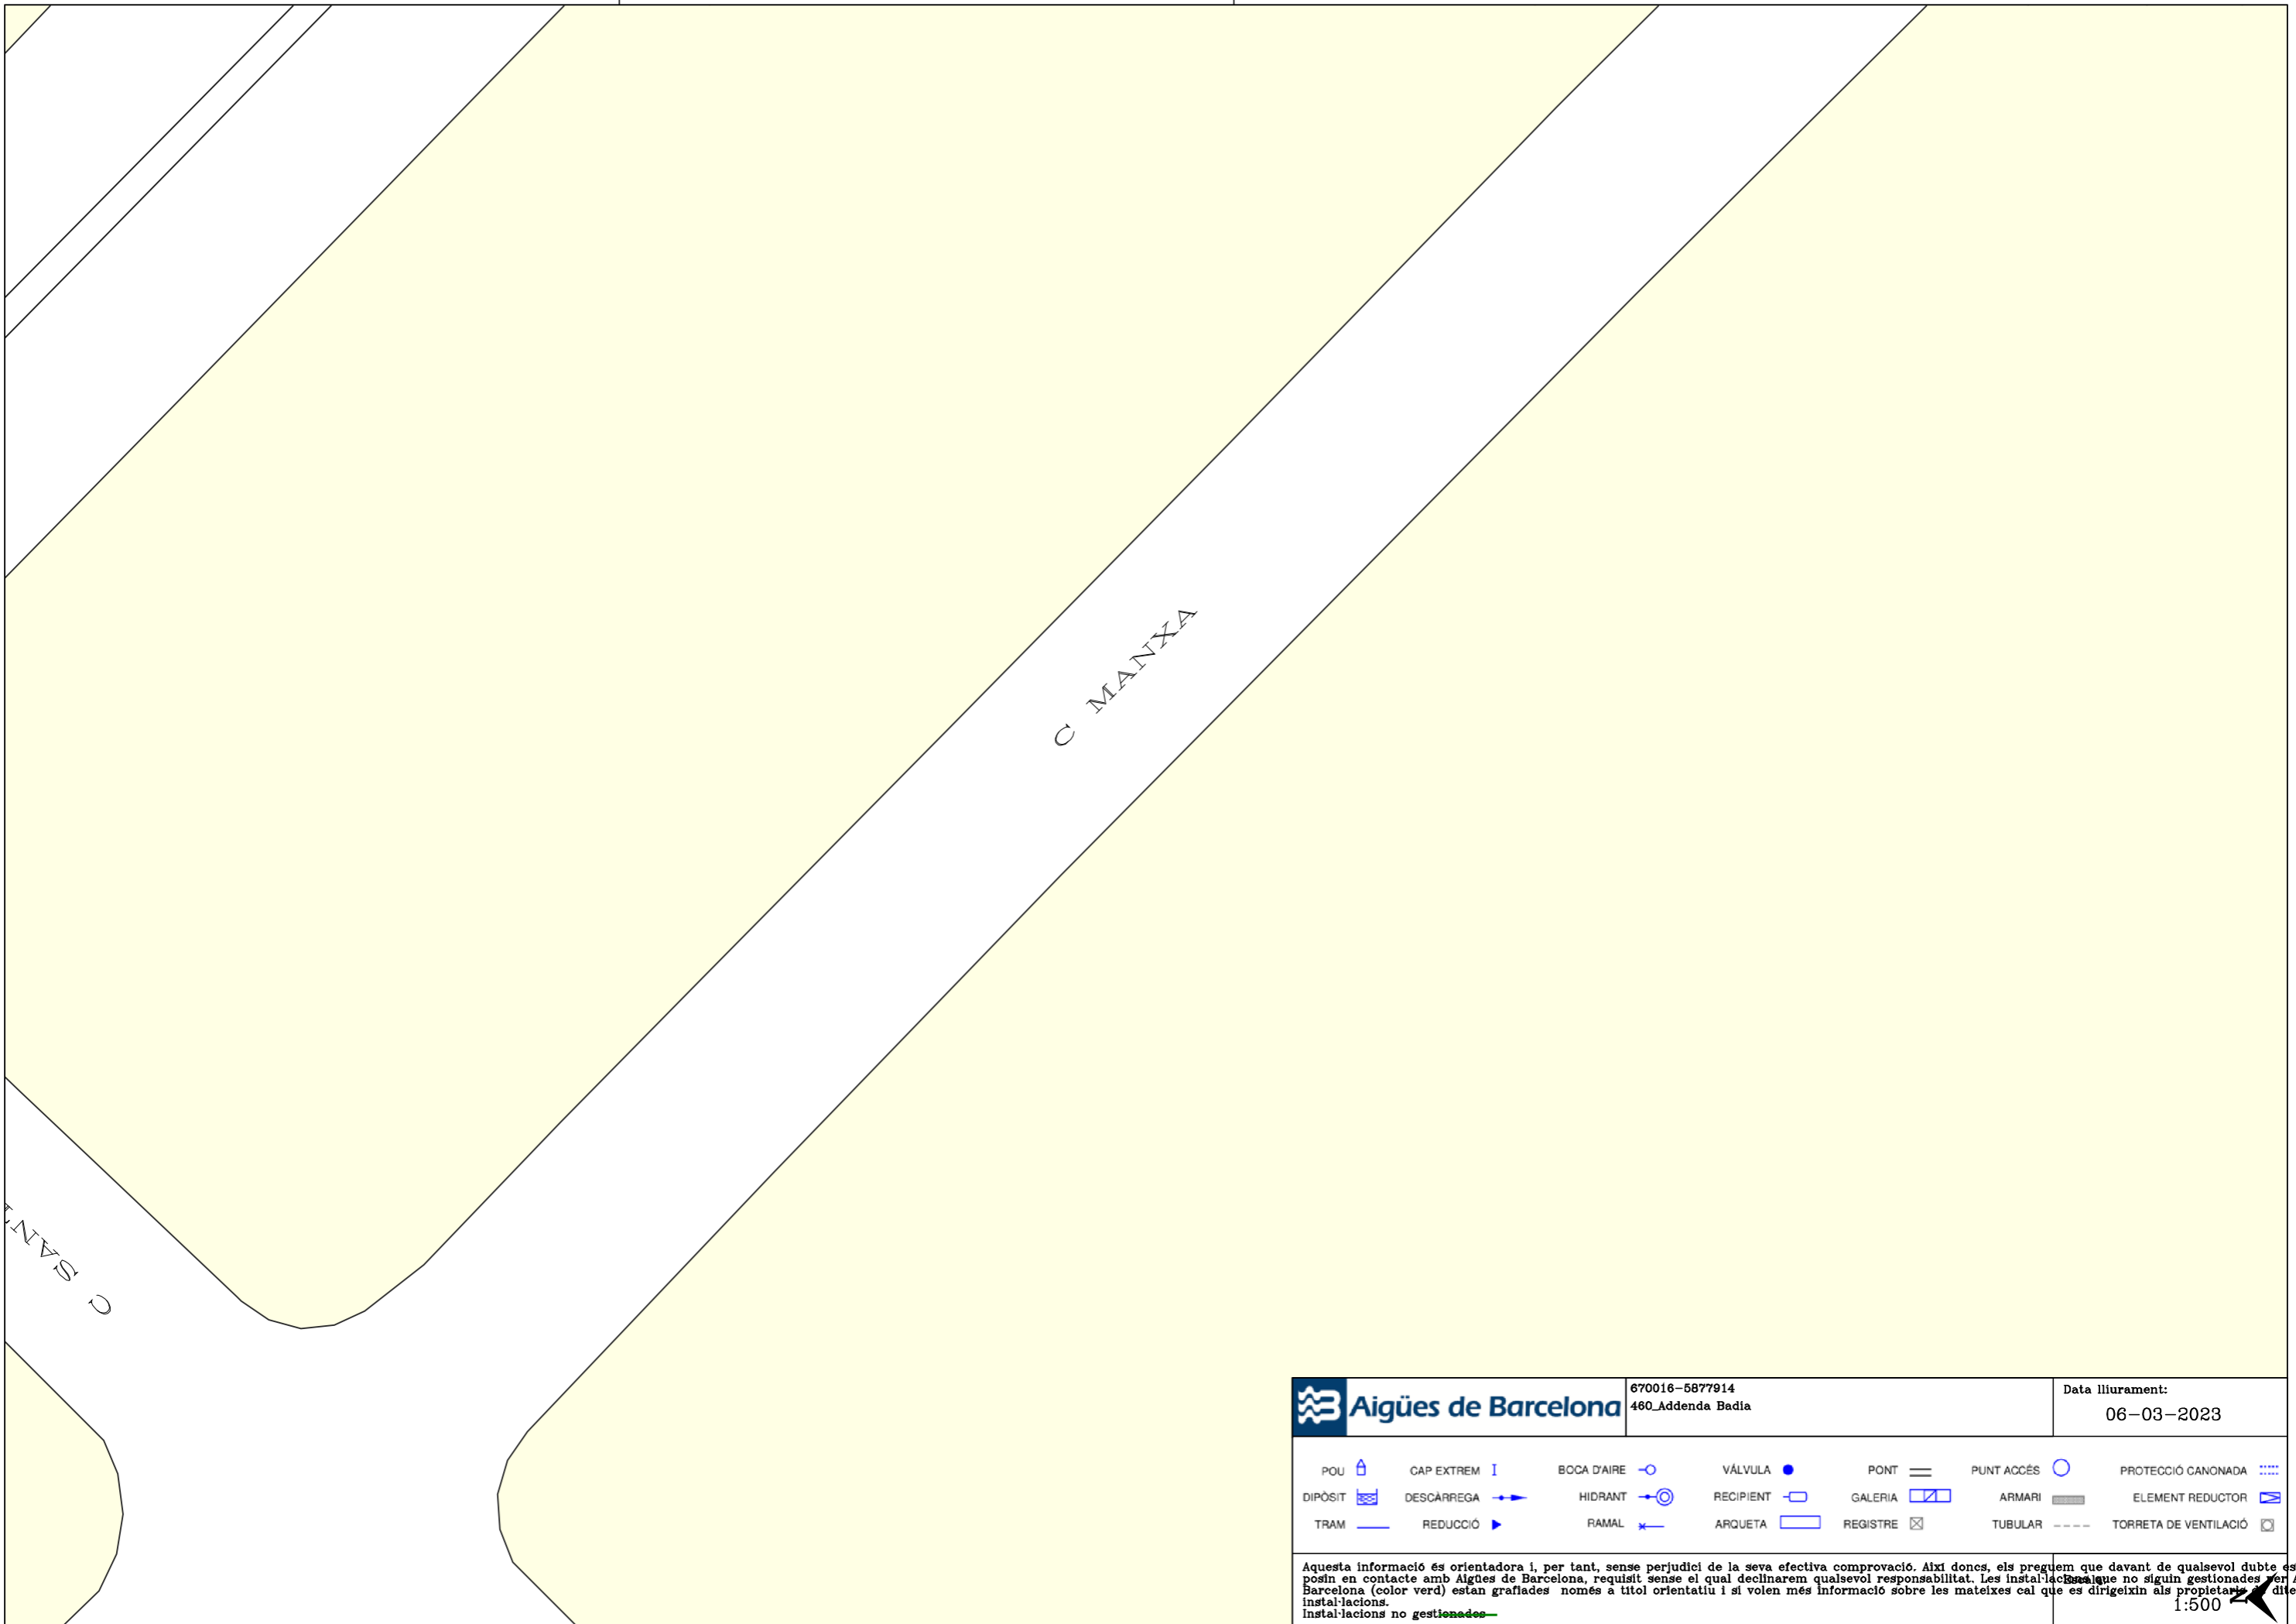 C MANXA
C SANT
Aigües de Barcelona
670016-5877914
460_Addenda Badia
Data lliurament:
06-03-2023
POU CAP EXTREM BOCA D'AIRE VÀLVULA PONT PUNT ACCÉS PROTECCIÓ CANONADA
DIPÒSIT DESCÀRREGA HIDRANT RECIPIENT GALERIA ARMARI ELEMENT REDUCTOR
TRAM REDUCCIÓ RAMAL ARQUETA REGISTRE TUBULAR TORRETA DE VENTILACIÓ
Aquesta informació és orientadora i, per tant, sense perjudici de la seva efectiva comprovació. Així doncs, els preguem que davant de qualsevol dubte es
posin en contacte amb Aigües de Barcelona, requisit sense el qual declinarem qualsevol responsabilitat. Les instal·lacions que no siguin gestionades per A
Barcelona (color verd) estan grafiades només a títol orientatiu i si volen més informació sobre les mateixes cal que es dirigeixin als propietaris de dite
instal·lacions.
Instal·lacions no gestionades
Escala:
1:500
N